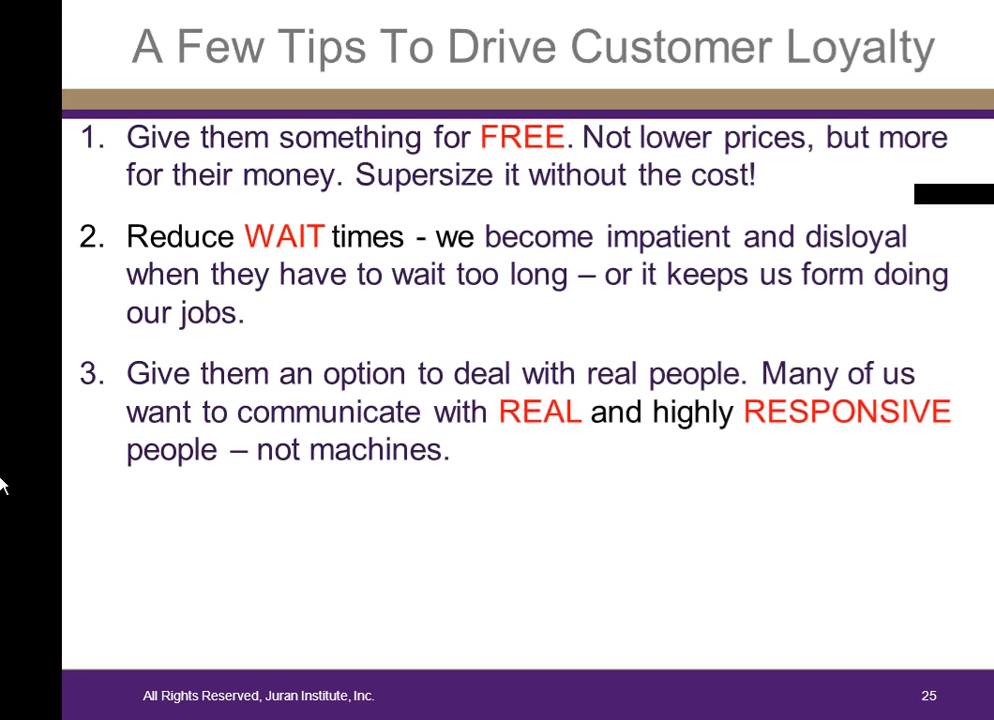 A Few Tips To Drive Customer Loyalty
1. Give them something for FREE. Not lower prices, but more
for their money. Supersize it without the cost!
2. Reduce WAIT times - we become impatient and disloyal
when they have to wait too long – or it keeps us form doing
our jobs.
3. Give them an option to deal with real people. Many of us
want to communicate with REAL and highly RESPONSIVE
people – not machines.
All Rights Reserved, Juran Institute, Inc.
25